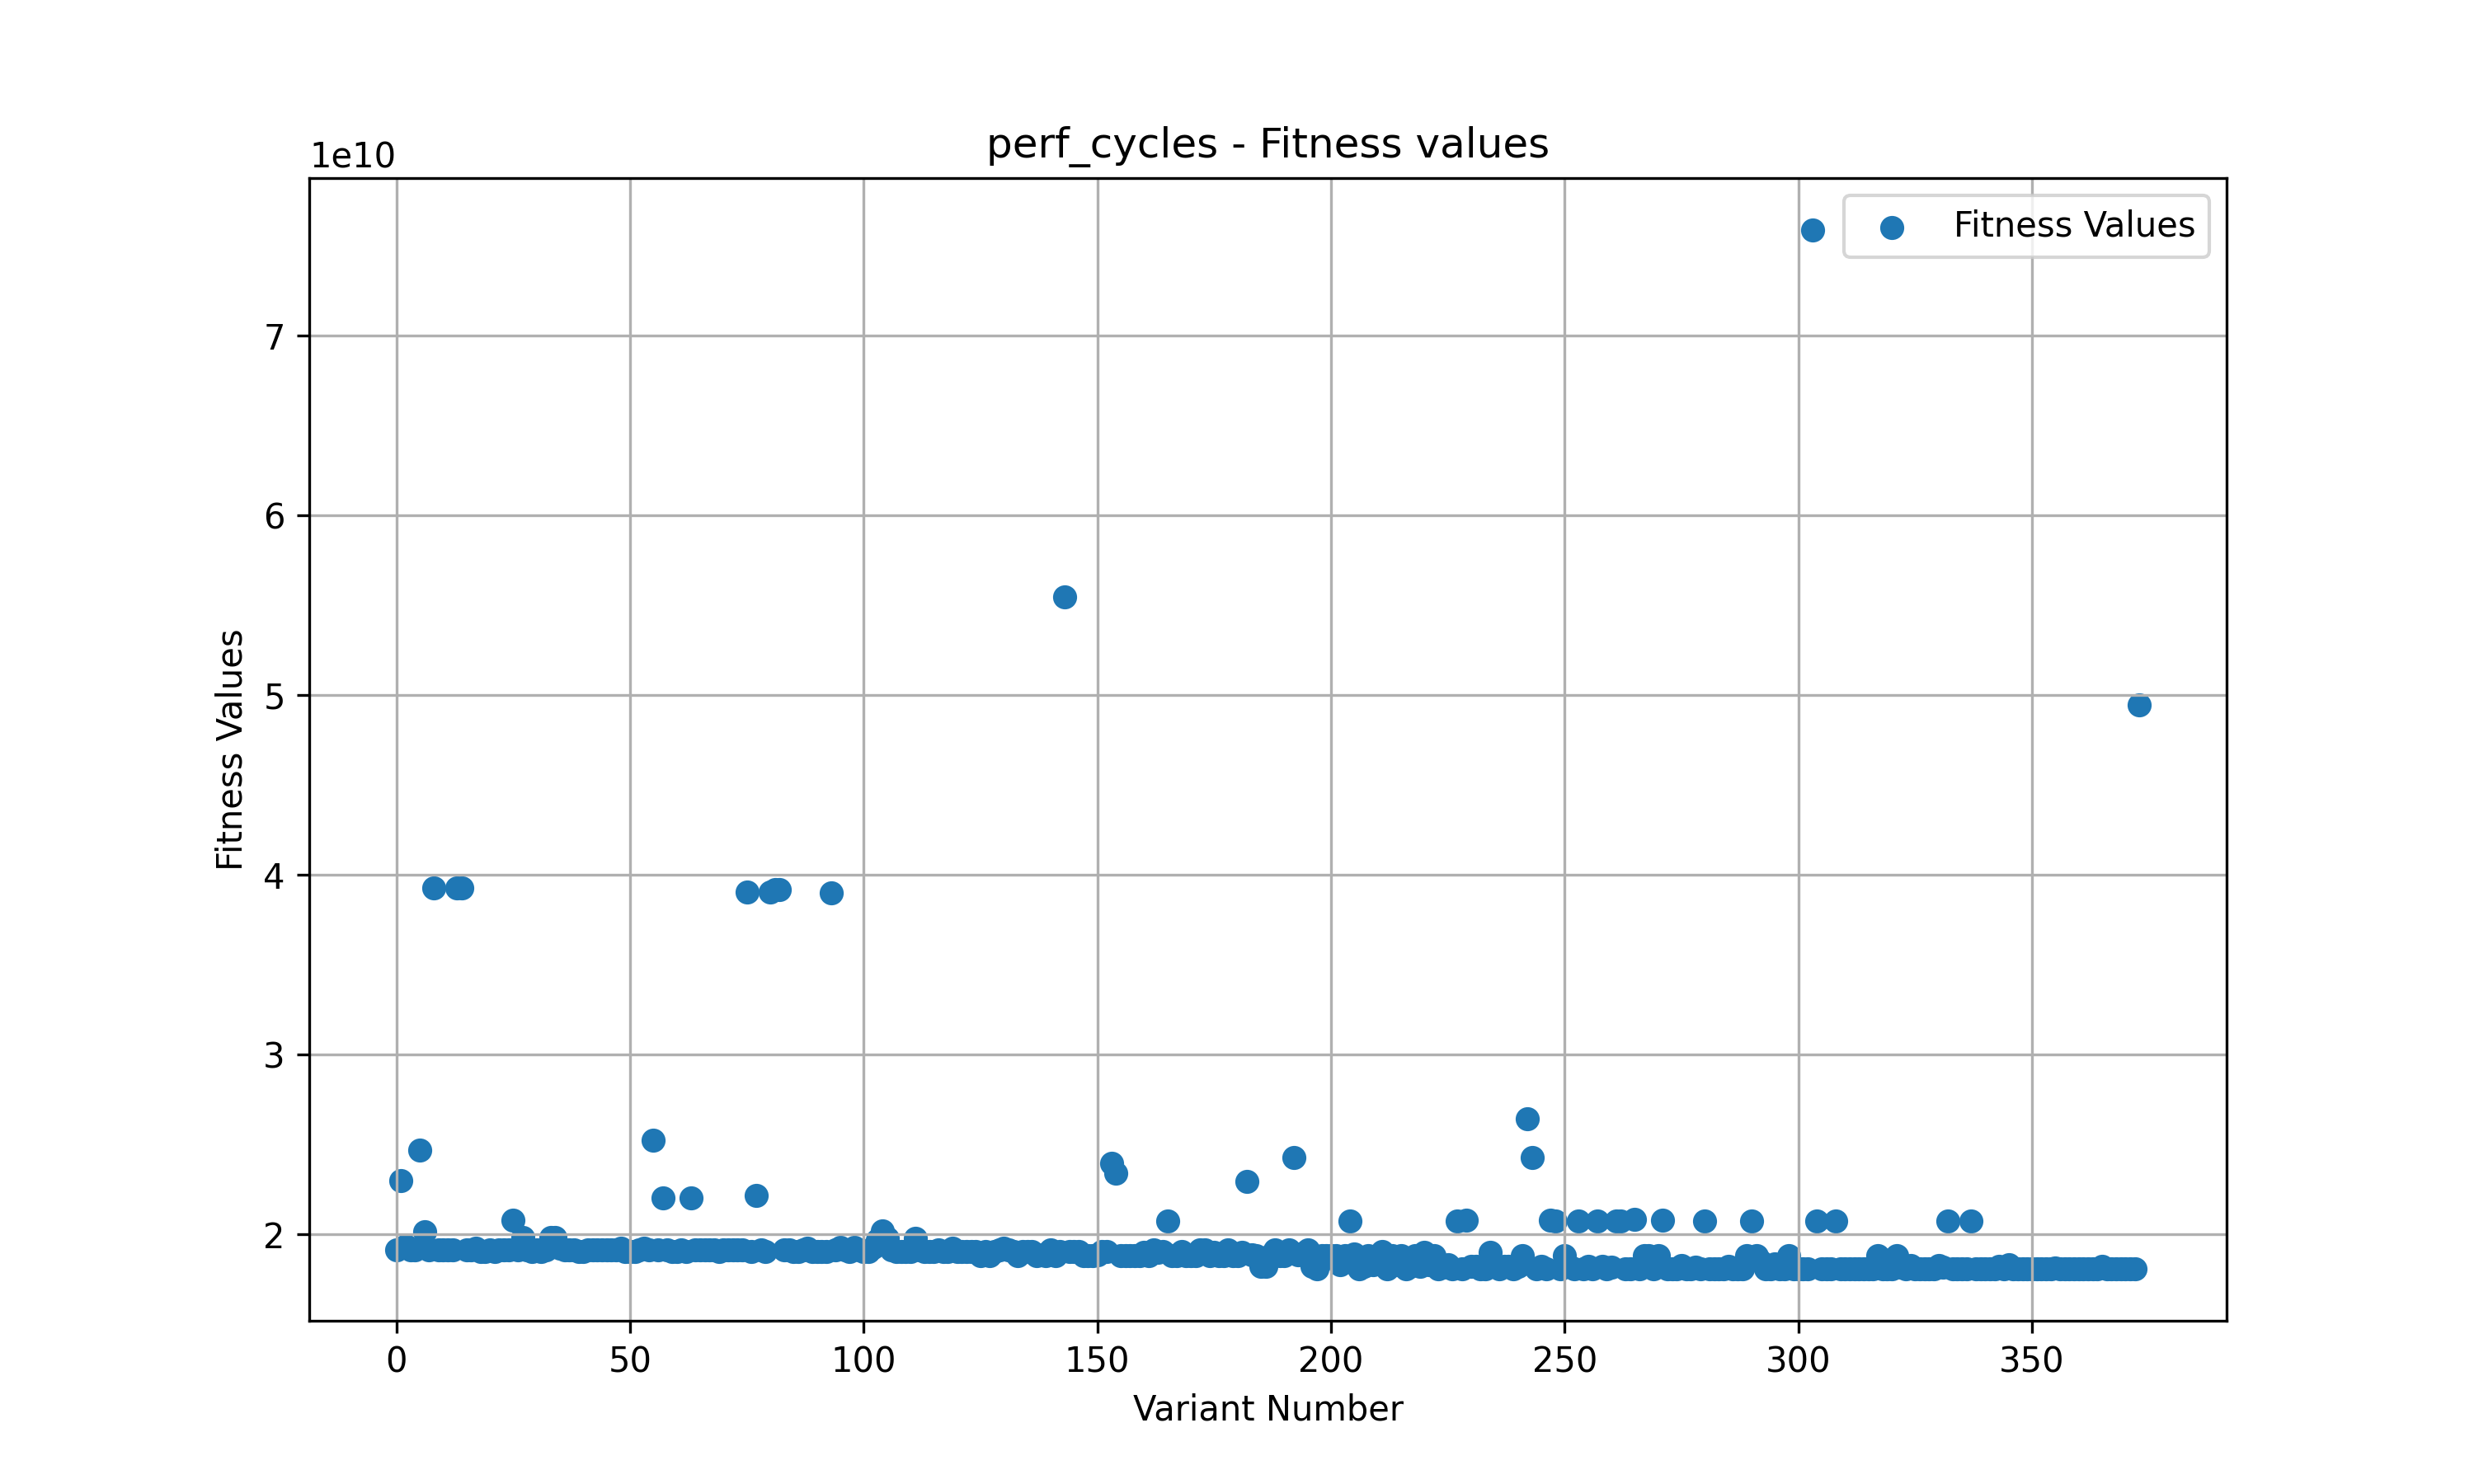 perf_cycles - Fitness values
1e10
Fitness Values
7
6
5
4
3
2
Fitness Values
0 50 100 150 200 250 300 350
Variant Number